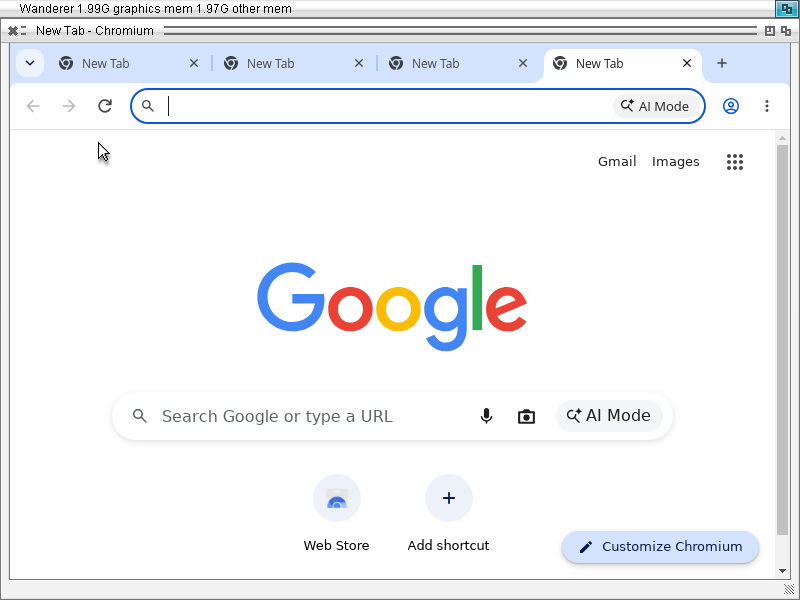 Wanderer 1.99G graphics mem 1.97G other mem
New Tab - Chromium
New Tab New Tab New Tab New Tab
AI Mode
Gmail Images
Google
Search Google or type a URL AI Mode
Web Store Add shortcut
Customize Chromium